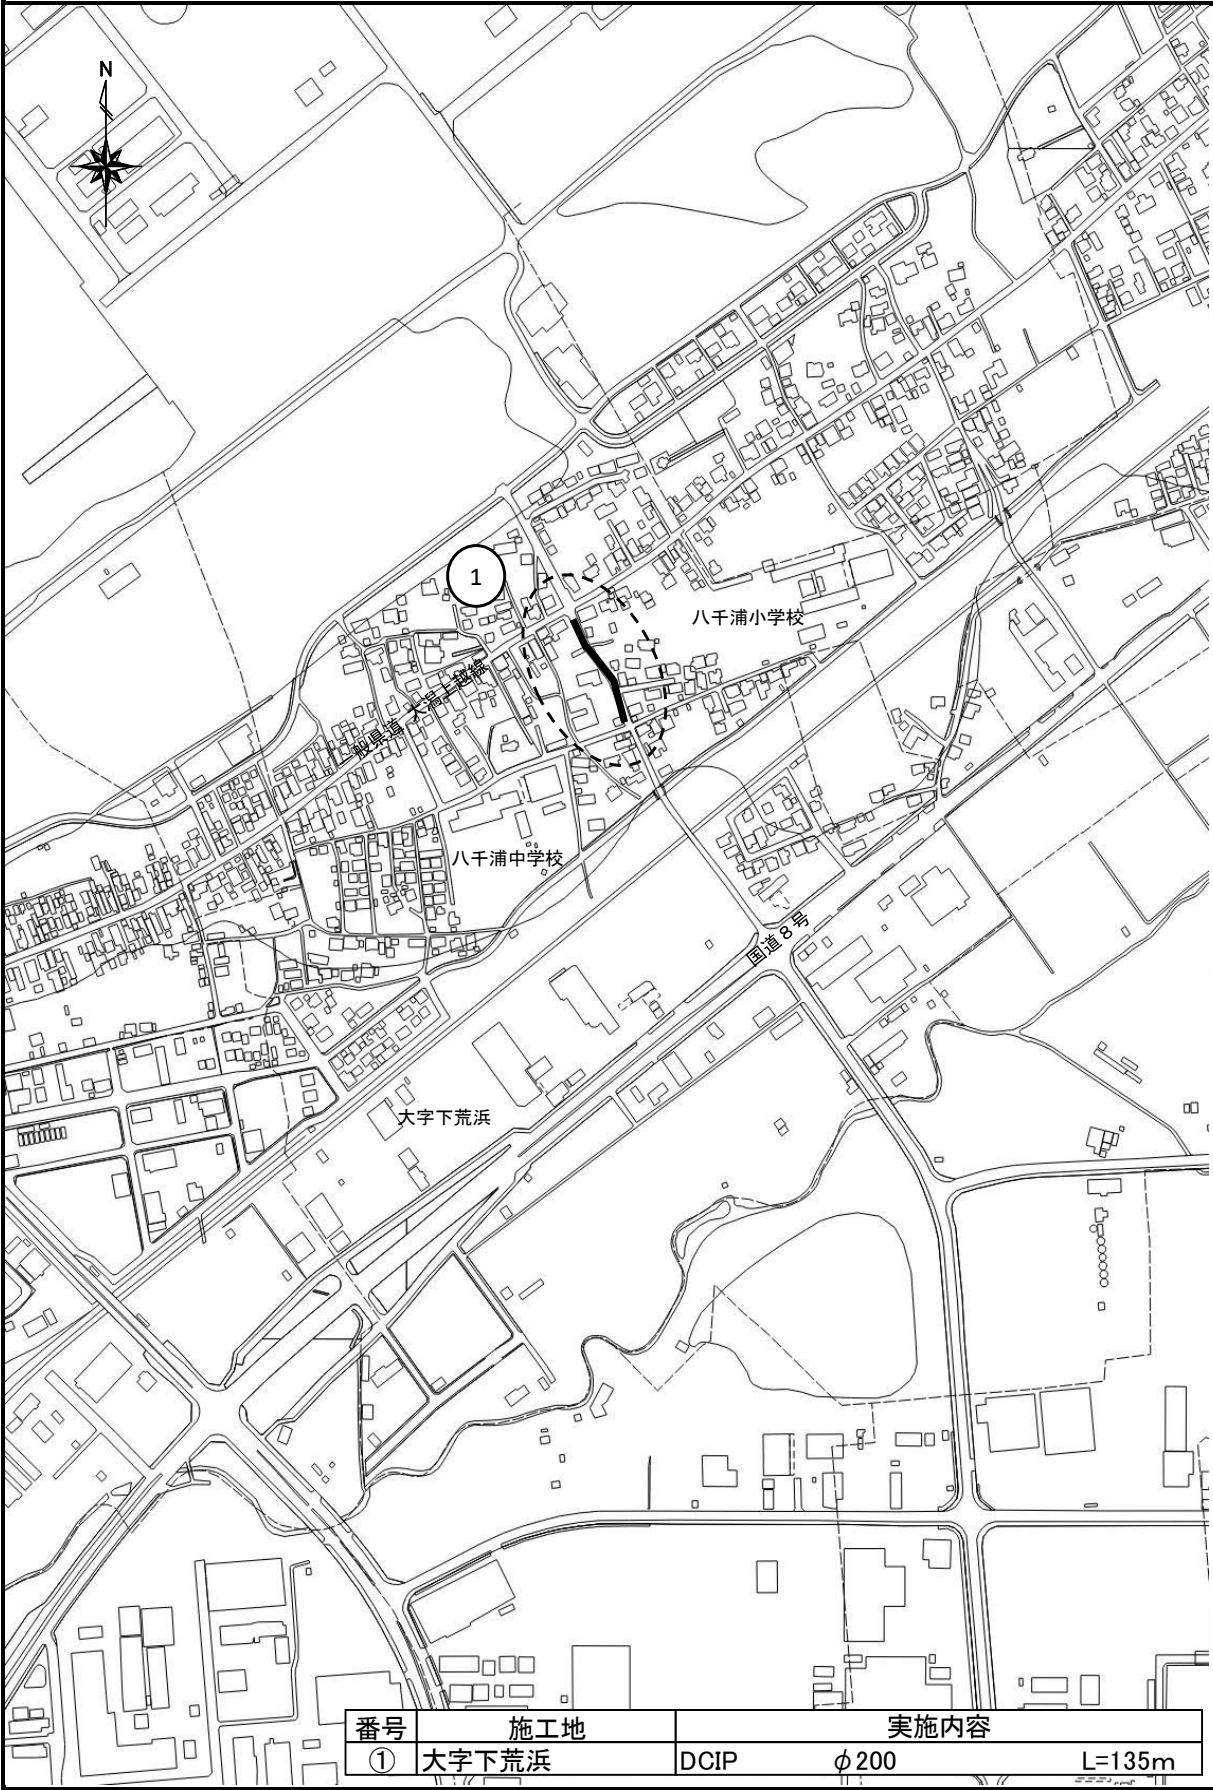 N
1
八千浦小学校
一般県道 大潟上越線
八千浦中学校
国道8号
大字下荒浜
番号 施工地 実施内容
① 大字下荒浜 DCIP φ200 L=135m